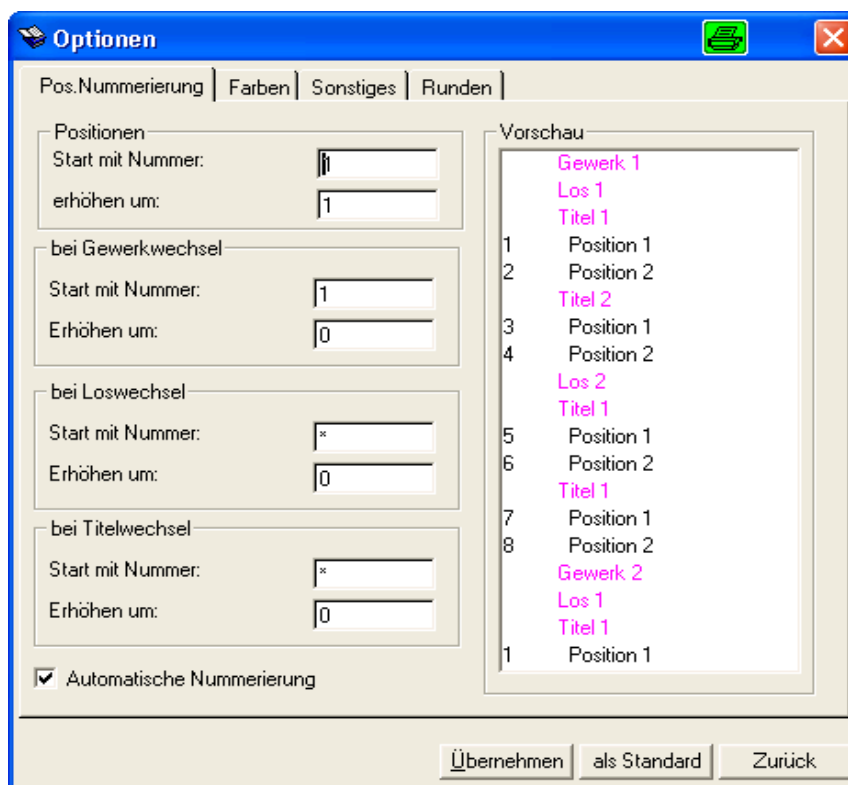 Optionen
Pos.Nummerierung Farben Sonstiges Runden
Positionen
Start mit Nummer: 1
erhöhen um: 1
bei Gewerkwechsel
Start mit Nummer: 1
Erhöhen um: 0
bei Loswechsel
Start mit Nummer: *
Erhöhen um: 0
bei Titelwechsel
Start mit Nummer: *
Erhöhen um: 0
Automatische Nummerierung
Vorschau
Gewerk 1
Los 1
Titel 1
1 Position 1
2 Position 2
Titel 2
3 Position 1
4 Position 2
Los 2
Titel 1
5 Position 1
6 Position 2
Titel 1
7 Position 1
8 Position 2
Gewerk 2
Los 1
Titel 1
1 Position 1
Übernehmen als Standard Zurück